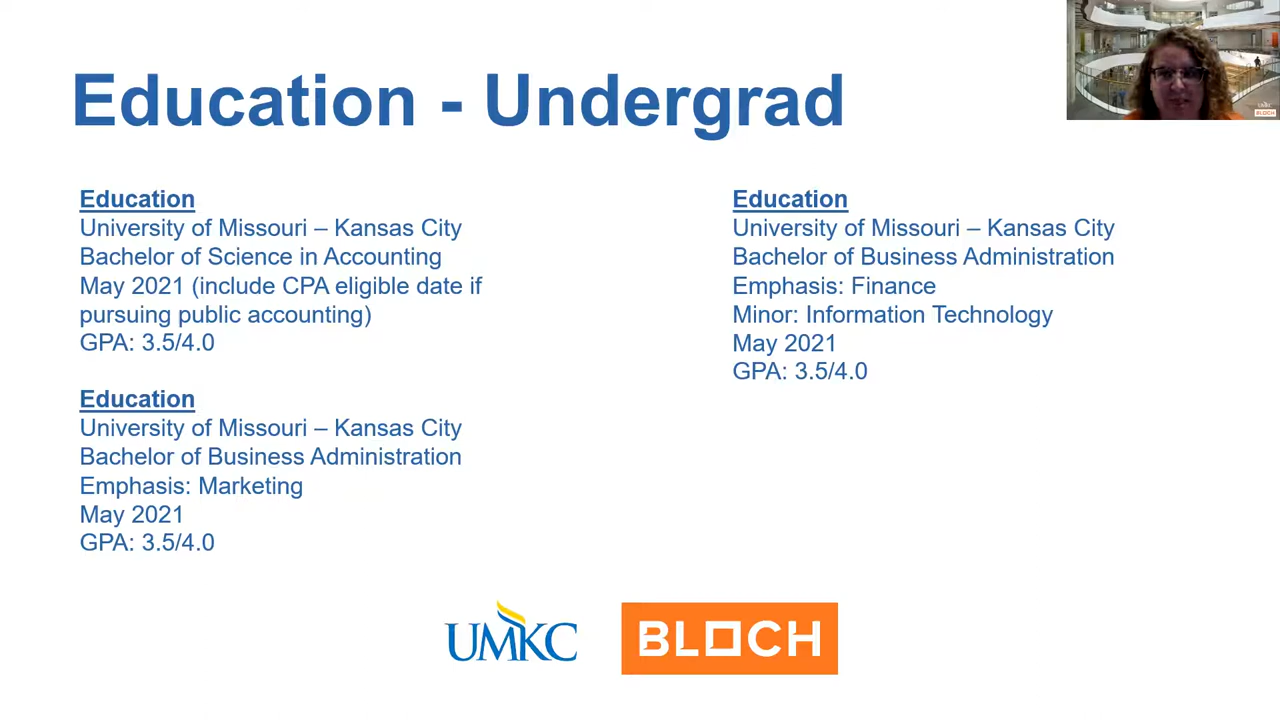 Education - Undergrad
Education
University of Missouri – Kansas City
Bachelor of Science in Accounting
May 2021 (include CPA eligible date if
pursuing public accounting)
GPA: 3.5/4.0
Education
University of Missouri – Kansas City
Bachelor of Business Administration
Emphasis: Marketing
May 2021
GPA: 3.5/4.0
Education
University of Missouri – Kansas City
Bachelor of Business Administration
Emphasis: Finance
Minor: Information Technology
May 2021
GPA: 3.5/4.0
UMKC
BLOCH
UMKC
BLOCH